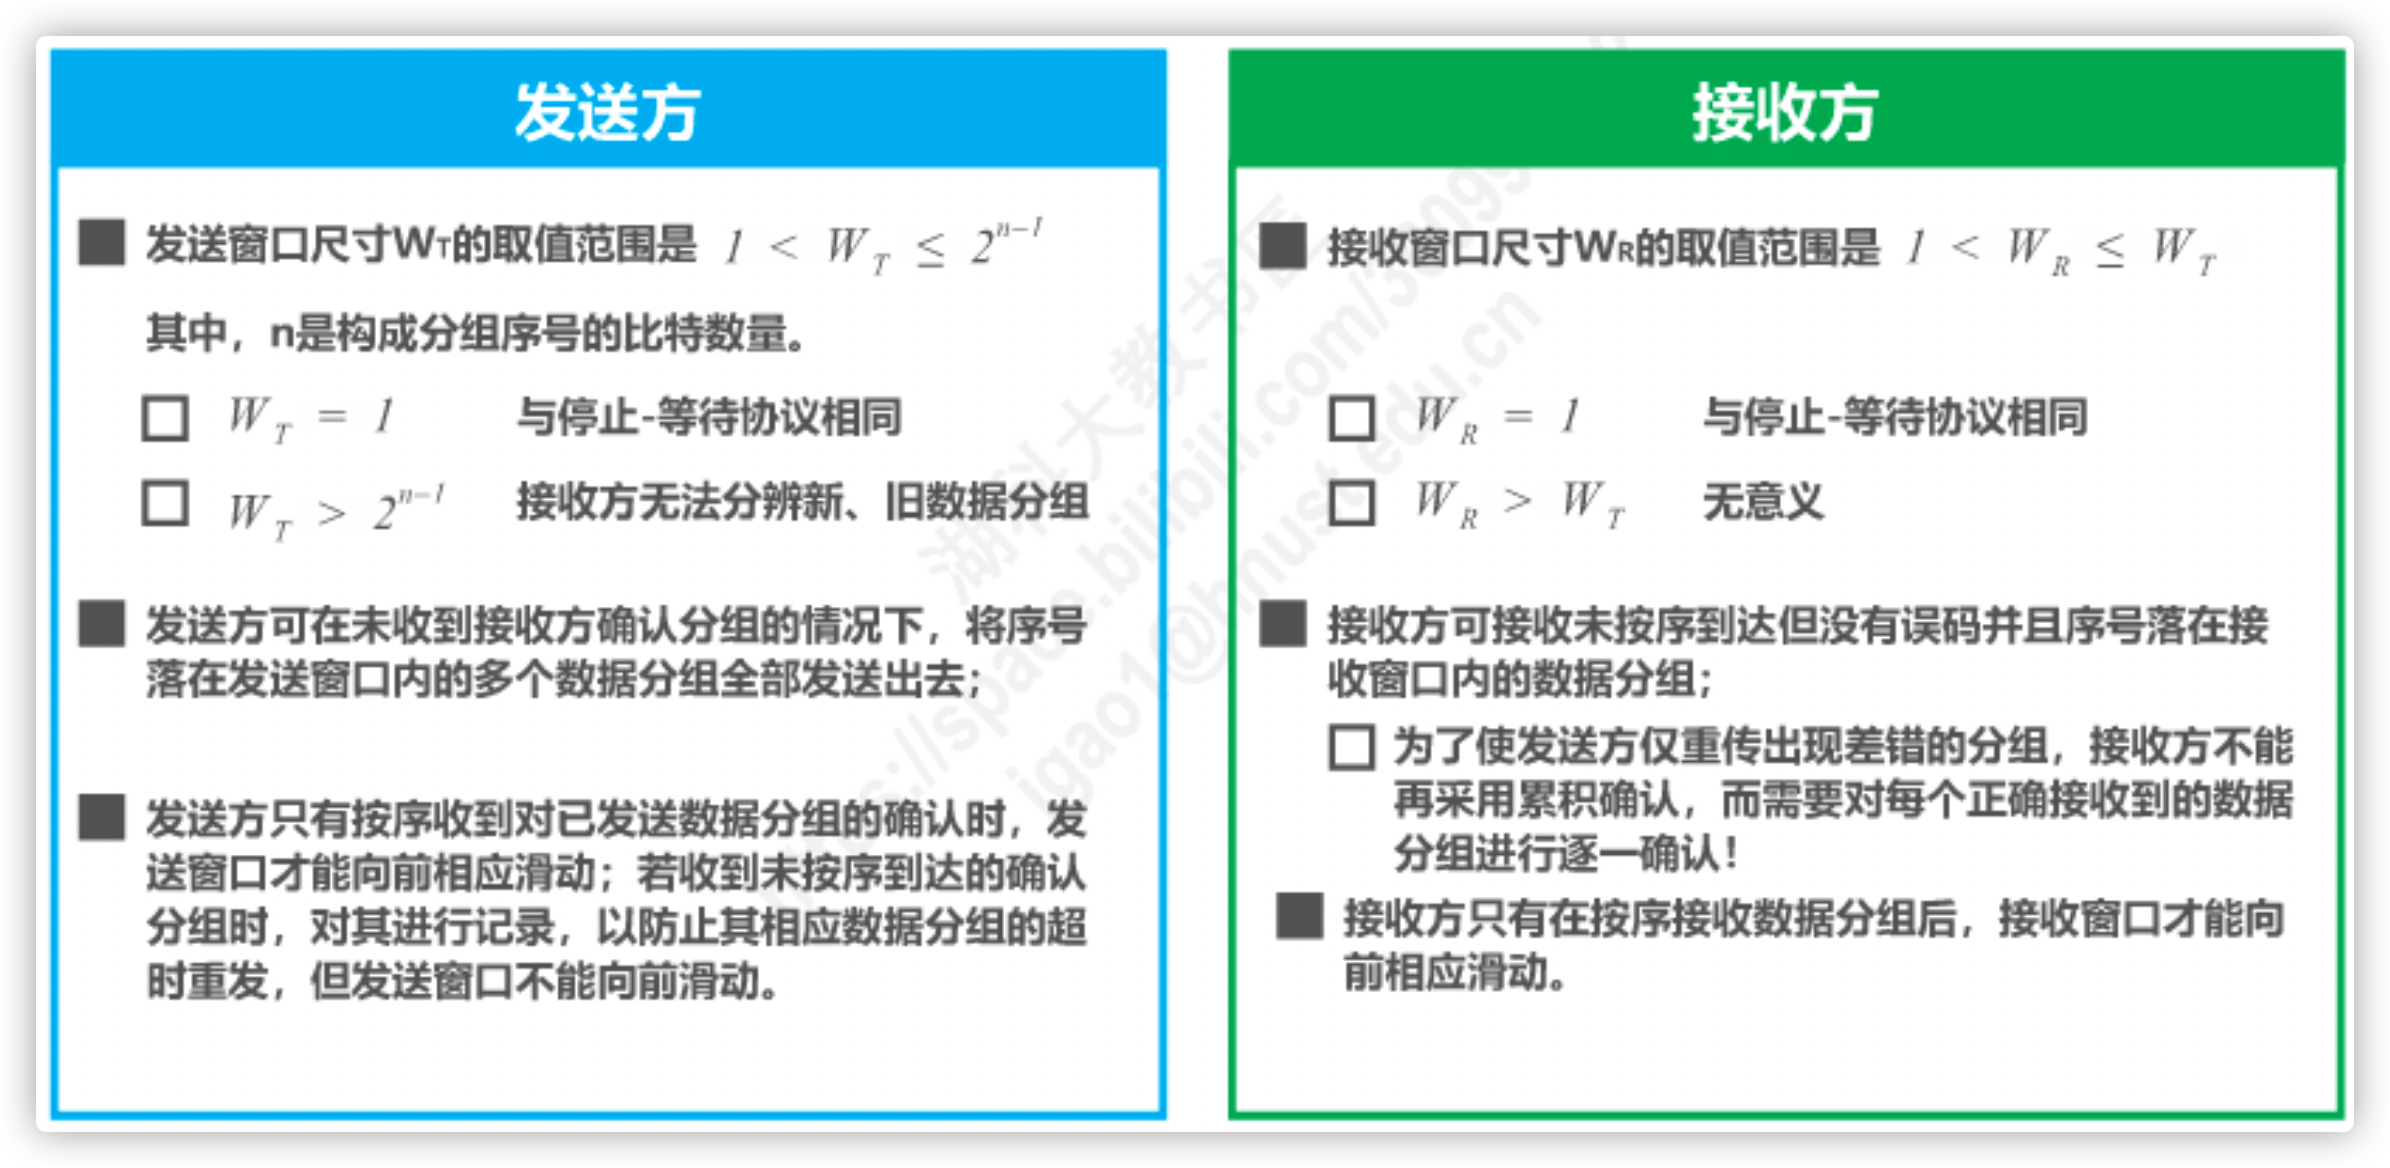 发送方
发送窗口尺寸WT的取值范围是 1 < W_T ≤ 2^{n-1}
其中，n是构成分组序号的比特数量。
W_T = 1 与停止-等待协议相同
W_T > 2^{n-1} 接收方无法分辨新、旧数据分组
发送方可在未收到接收方确认分组的情况下，将序号
落在发送窗口内的多个数据分组全部发送出去；
发送方只有按序收到对已发送数据分组的确认时，发
送窗口才能向前相应滑动；若收到未按序到达的确认
分组时，对其进行记录，以防止其相应数据分组的超
时重发，但发送窗口不能向前滑动。
接收方
接收窗口尺寸WR的取值范围是 1 < W_R ≤ W_T
W_R = 1 与停止-等待协议相同
W_R > W_T 无意义
接收方可接收未按序到达但没有误码并且序号落在接
收窗口内的数据分组；
为了使发送方仅重传出现差错的分组，接收方不能
再采用累积确认，而需要对每个正确接收到的数据
分组进行逐一确认！
接收方只有在按序接收数据分组后，接收窗口才能向
前相应滑动。
湖科大教书匠